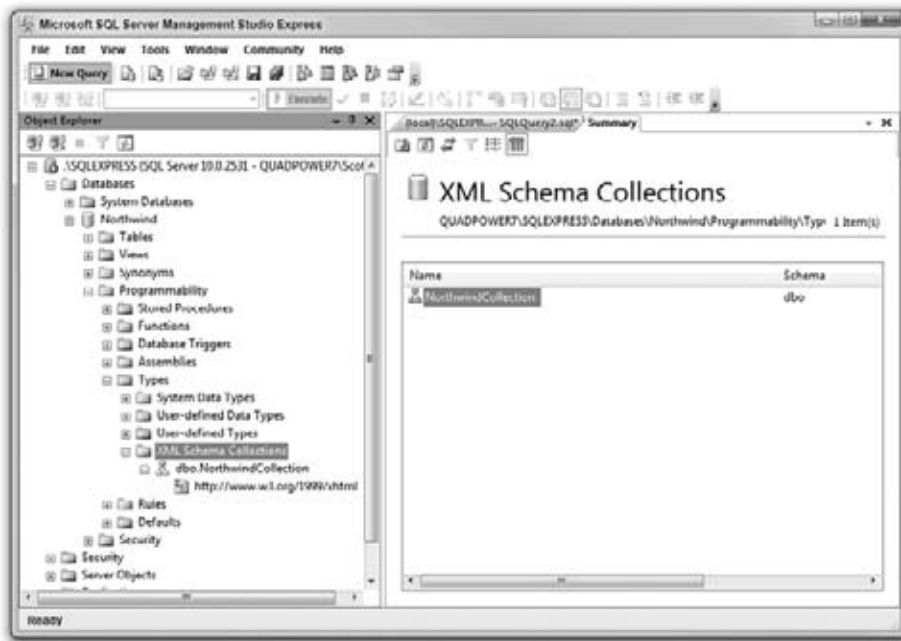 Microsoft SQL Server Management Studio Express
File Edit View Tools Window Community Help
New Query
Execute
Object Explorer
(local)\SQLEXPR...- SQLQuery2.sql* Summary
.\SQLEXPRESS (SQL Server 10.0.2531 - QUADPOWER7\Scot
Databases
System Databases
Northwind
Tables
Views
Synonyms
Programmability
Stored Procedures
Functions
Database Triggers
Assemblies
Types
System Data Types
User-defined Data Types
User-defined Types
XML Schema Collections
dbo.NorthwindCollection
http://www.w3.org/1999/xhtml
Rules
Defaults
Security
Security
Server Objects
XML Schema Collections
QUADPOWER7\SQLEXPRESS\Databases\Northwind\Programmability\Typ 1 Item(s)
Name Schema
NorthwindCollection dbo
Ready